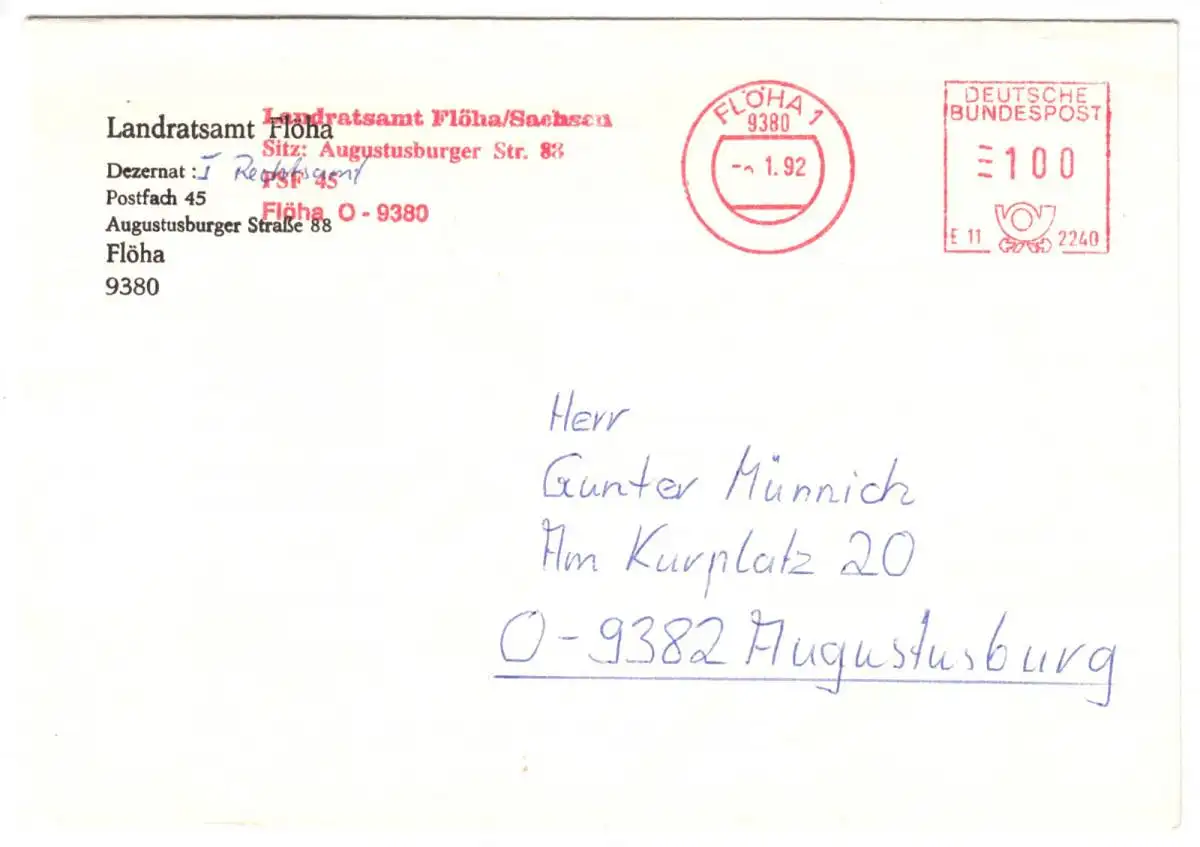 Landratsamt Flöha
Dezernat : I Rechtsamt
Postfach 45
Augustusburger Straße 88
Flöha
9380
Landratsamt Flöha/Sachsen
Sitz: Augustusburger Str. 88
PSF 45
Flöha O - 9380
FLÖHA 1
9380
1.92
DEUTSCHE
BUNDESPOST
100
E 11 2240
Herr
Gunter Münnich
Am Kurplatz 20
O-9382 Augustusburg